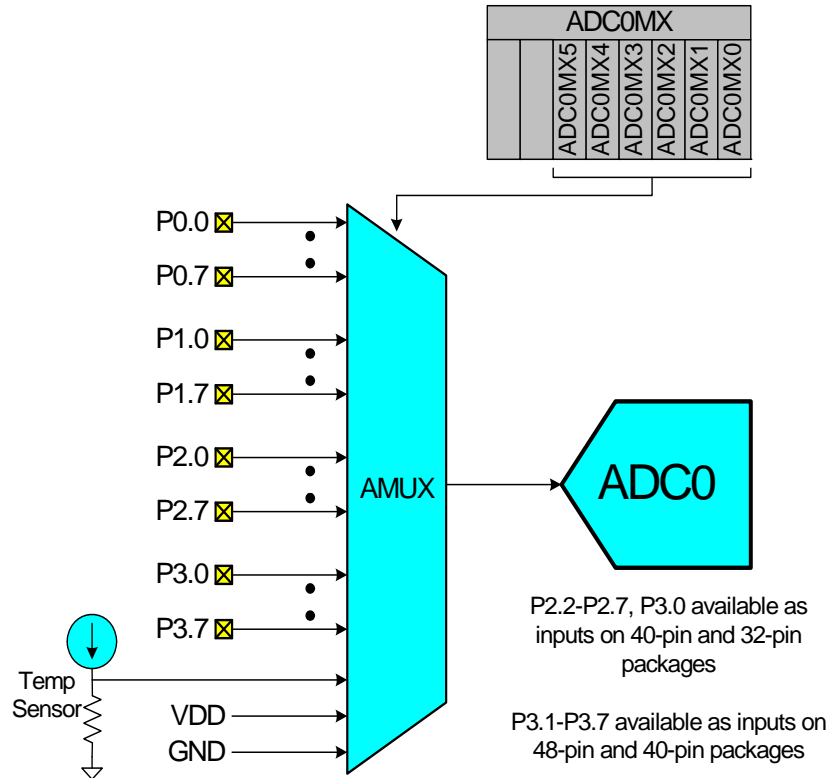 ADC0MX
ADC0MX5
ADC0MX4
ADC0MX3
ADC0MX2
ADC0MX1
ADC0MX0
P0.0
P0.7
P1.0
P1.7
P2.0
P2.7
P3.0
P3.7
Temp
Sensor
VDD
GND
AMUX
ADC0
P2.2-P2.7, P3.0 available as
inputs on 40-pin and 32-pin
packages
P3.1-P3.7 available as inputs on
48-pin and 40-pin packages